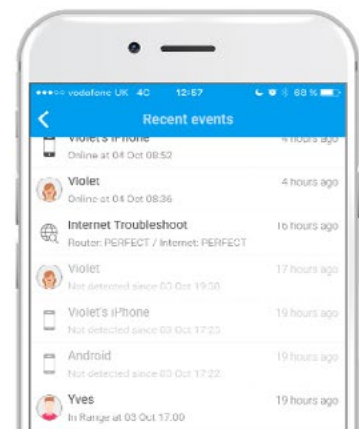 vodafone UK 4G 12:57 68 %
Recent events
Violet's iPhone 4 hours ago
Online at 04 Oct 08:52
Violet 4 hours ago
Online at 04 Oct 08:36
Internet Troubleshoot 16 hours ago
Router: PERFECT / Internet: PERFECT
Violet 17 hours ago
Not detected since 03 Oct 19:38
Violet's iPhone 19 hours ago
Not detected since 03 Oct 17:23
Android 19 hours ago
Not detected since 03 Oct 17:22
Yves 19 hours ago
In Range at 03 Oct 17:00